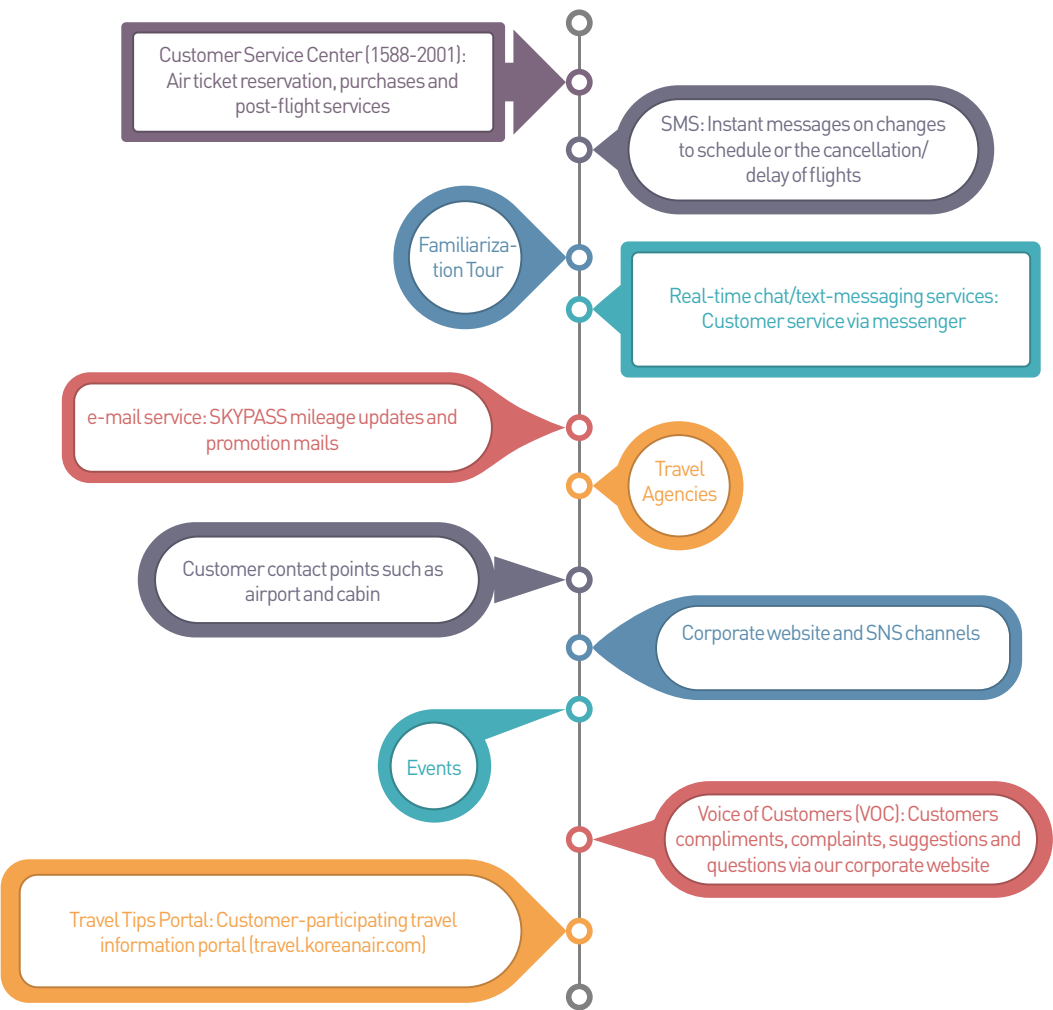 Customer Service Center (1588-2001):
Air ticket reservation, purchases and
post-flight services
SMS: Instant messages on changes
to schedule or the cancellation/
delay of flights
Familiariza-
tion Tour
Real-time chat/text-messaging services:
Customer service via messenger
e-mail service: SKYPASS mileage updates and
promotion mails
Travel
Agencies
Customer contact points such as
airport and cabin
Corporate website and SNS channels
Events
Voice of Customers (VOC): Customers
compliments, complaints, suggestions and
questions via our corporate website
Travel Tips Portal: Customer-participating travel
information portal (travel.koreanair.com)